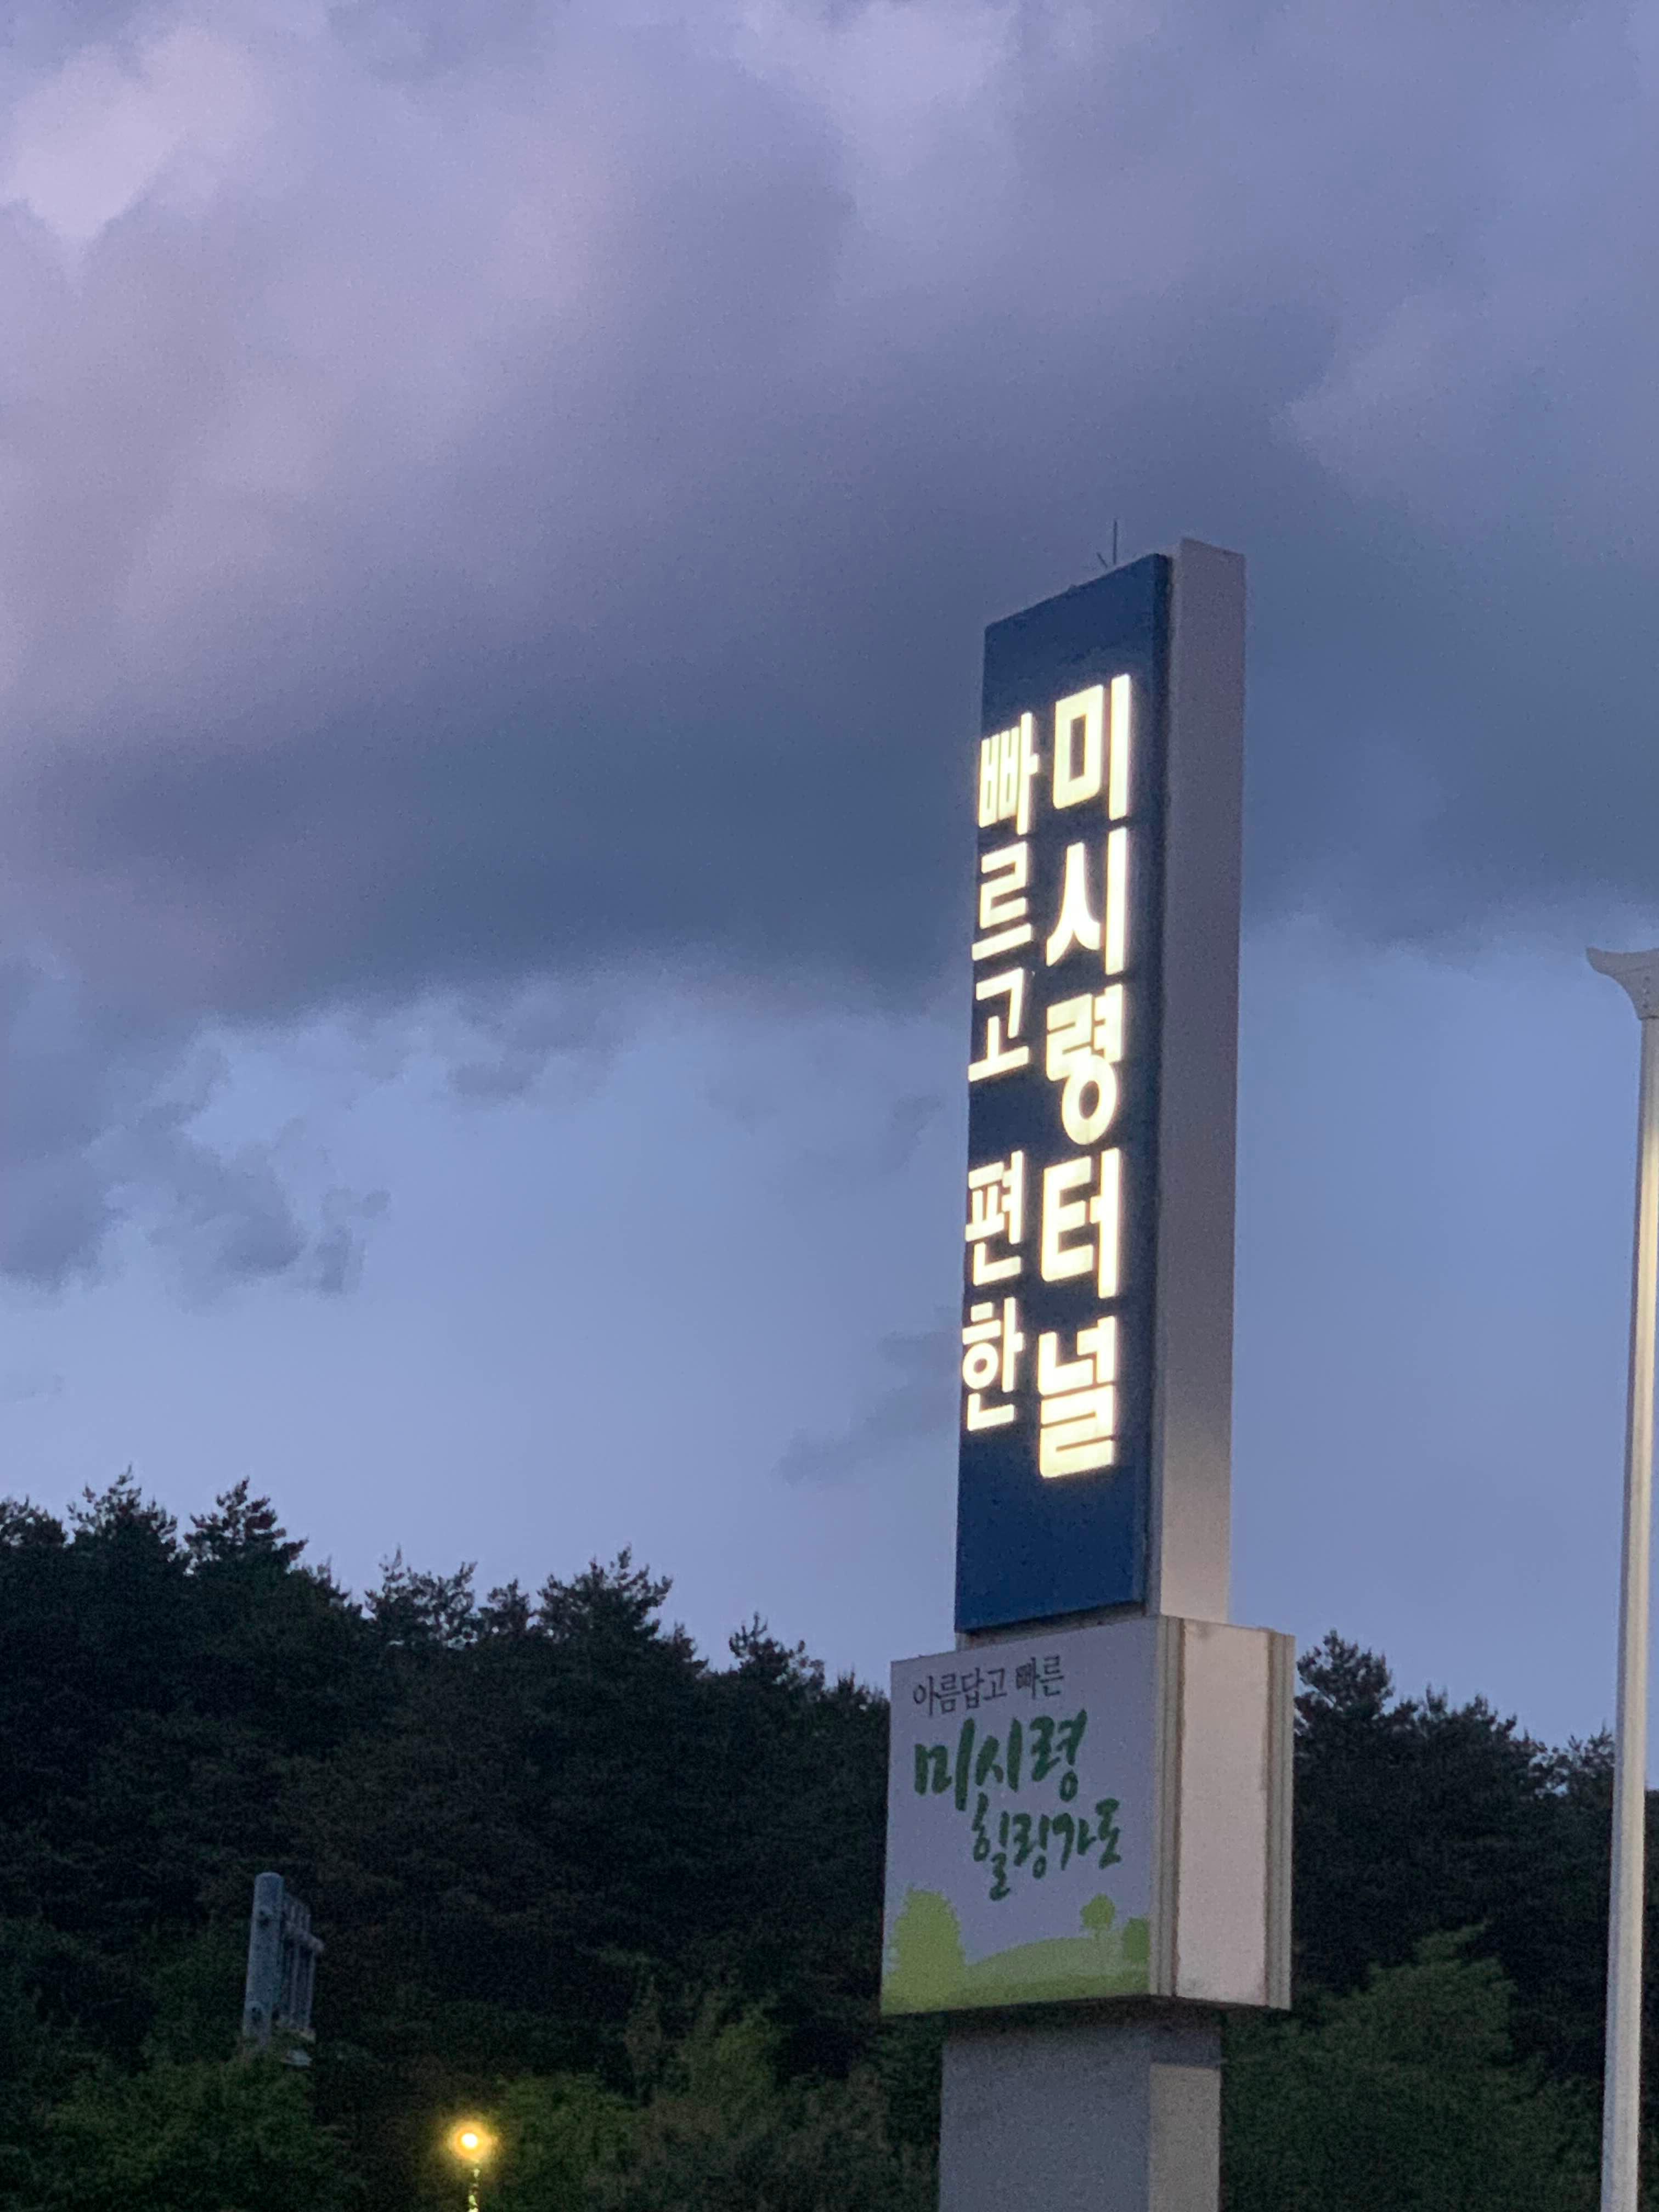 빠르고 편한
미시령터널
아름답고 빠른
미시령
힐링가도